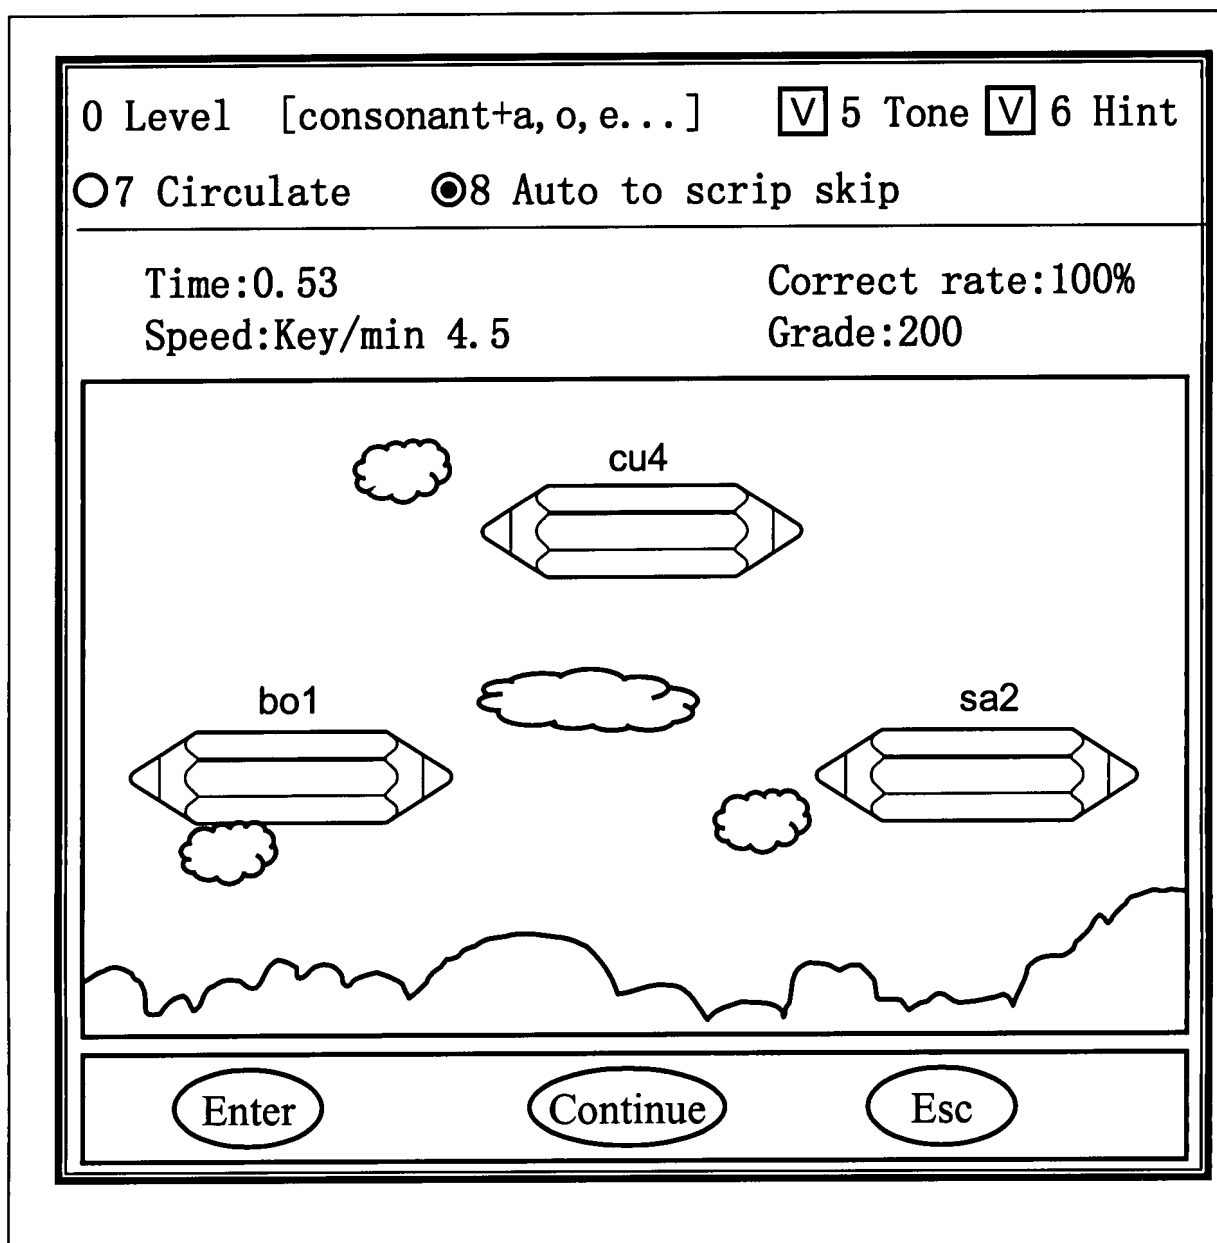 0 Level [consonant+a, o, e...] V 5 Tone V 6 Hint
7 Circulate 8 Auto to scrip skip
Time:0.53 Correct rate:100%
Speed:Key/min 4.5 Grade:200
cu4
bo1 sa2
Enter Continue Esc